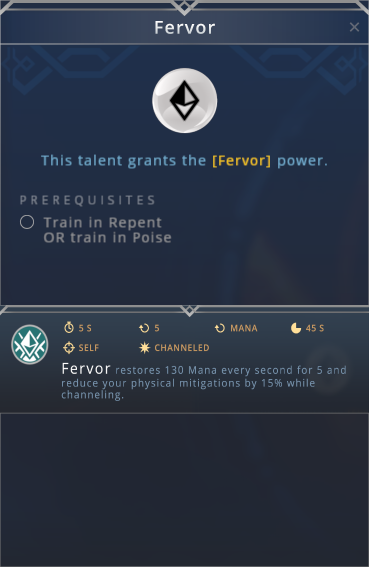 Fervor
This talent grants the [Fervor] power.
PREREQUISITES
Train in Repent
OR train in Poise
5 S 5 MANA 45 S
SELF CHANNELED
Fervor restores 130 Mana every second for 5 and
reduce your physical mitigations by 15% while
channeling.